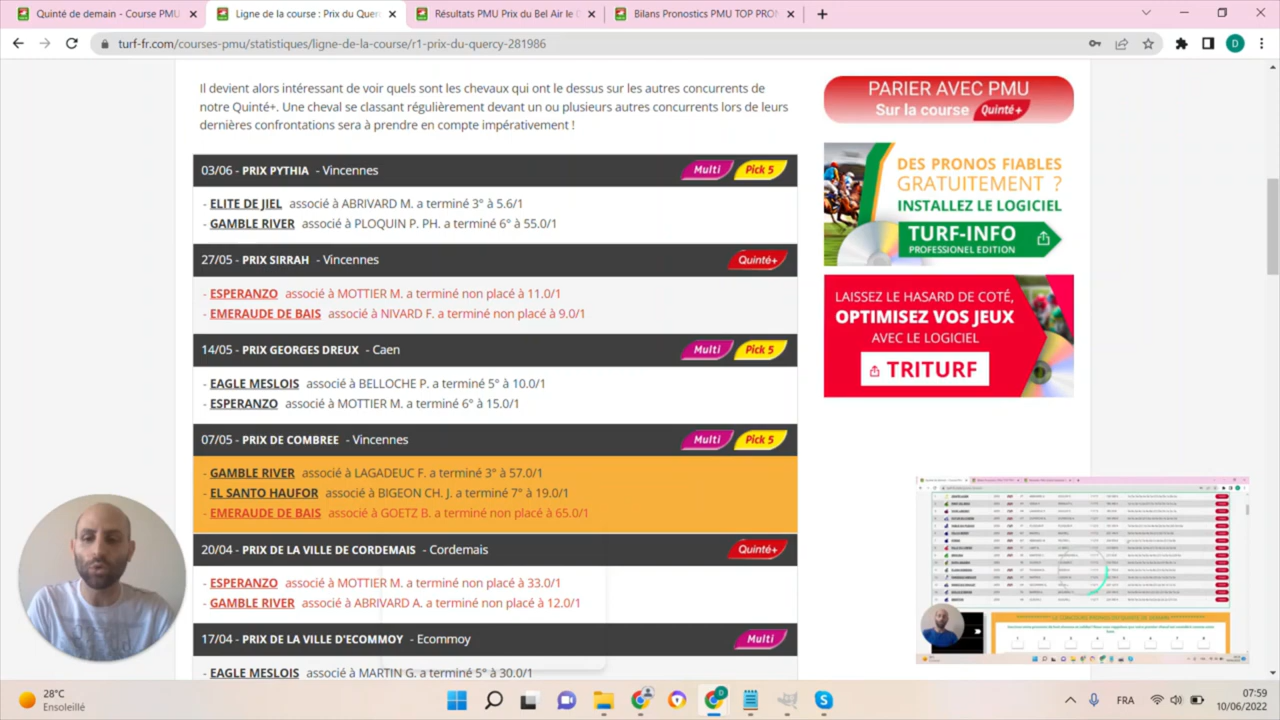 Quinté de demain - Course PMU
Ligne de la course : Prix du Quer
Résultats PMU Prix du Bel Air le D
Bilans Pronostics PMU TOP PRON
turf-fr.com/courses-pmu/statistiques/ligne-de-la-course/r1-prix-du-quercy-281986
D
Il devient alors intéressant de voir quels sont les chevaux qui ont le dessus sur les autres concurrents de
notre Quinté+. Une cheval se classant régulièrement devant un ou plusieurs autres concurrents lors de leurs
dernières confrontations sera à prendre en compte impérativement !
03/06 - PRIX PYTHIA - Vincennes
Multi Pick 5
- ELITE DE JIEL associé à ABRIVARD M. a terminé 3° à 5.6/1
- GAMBLE RIVER associé à PLOQUIN P. PH. a terminé 6° à 55.0/1
27/05 - PRIX SIRRAH - Vincennes
Quinté+
- ESPERANZO associé à MOTTIER M. a terminé non placé à 11.0/1
- EMERAUDE DE BAIS associé à NIVARD F. a terminé non placé à 9.0/1
14/05 - PRIX GEORGES DREUX - Caen
Multi Pick 5
- EAGLE MESLOIS associé à BELLOCHE P. a terminé 5° à 10.0/1
- ESPERANZO associé à MOTTIER M. a terminé 6° à 15.0/1
07/05 - PRIX DE COMBREE - Vincennes
Multi Pick 5
- GAMBLE RIVER associé à LAGADEUC F. a terminé 3° à 57.0/1
- EL SANTO HAUFOR associé à BIGEON CH. J. a terminé 7° à 19.0/1
- EMERAUDE DE BAIS associé à GOOP B. a terminé non placé à 65.0/1
20/04 - PRIX DE LA VILLE DE CORDEMAIS - Cordemais
Quinté+
- ESPERANZO associé à MOTTIER M. a terminé non placé à 33.0/1
- GAMBLE RIVER associé à ABRIVARD A. a terminé non placé à 12.0/1
17/04 - PRIX DE LA VILLE D'ECOMMOY - Ecommoy
Multi
- EAGLE MESLOIS associé à MARTIN G. a terminé 5° à 30.0/1
PARIER AVEC PMU
Sur la course Quinté+
DES PRONOS FIABLES
GRATUITEMENT ?
INSTALLEZ LE LOGICIEL
TURF-INFO
PROFESSIONEL EDITION
LAISSEZ LE HASARD DE COTÉ,
OPTIMISEZ VOS JEUX
AVEC LE LOGICIEL
TRITURF
28°C
Ensoleillé
FRA
07:59
10/06/2022